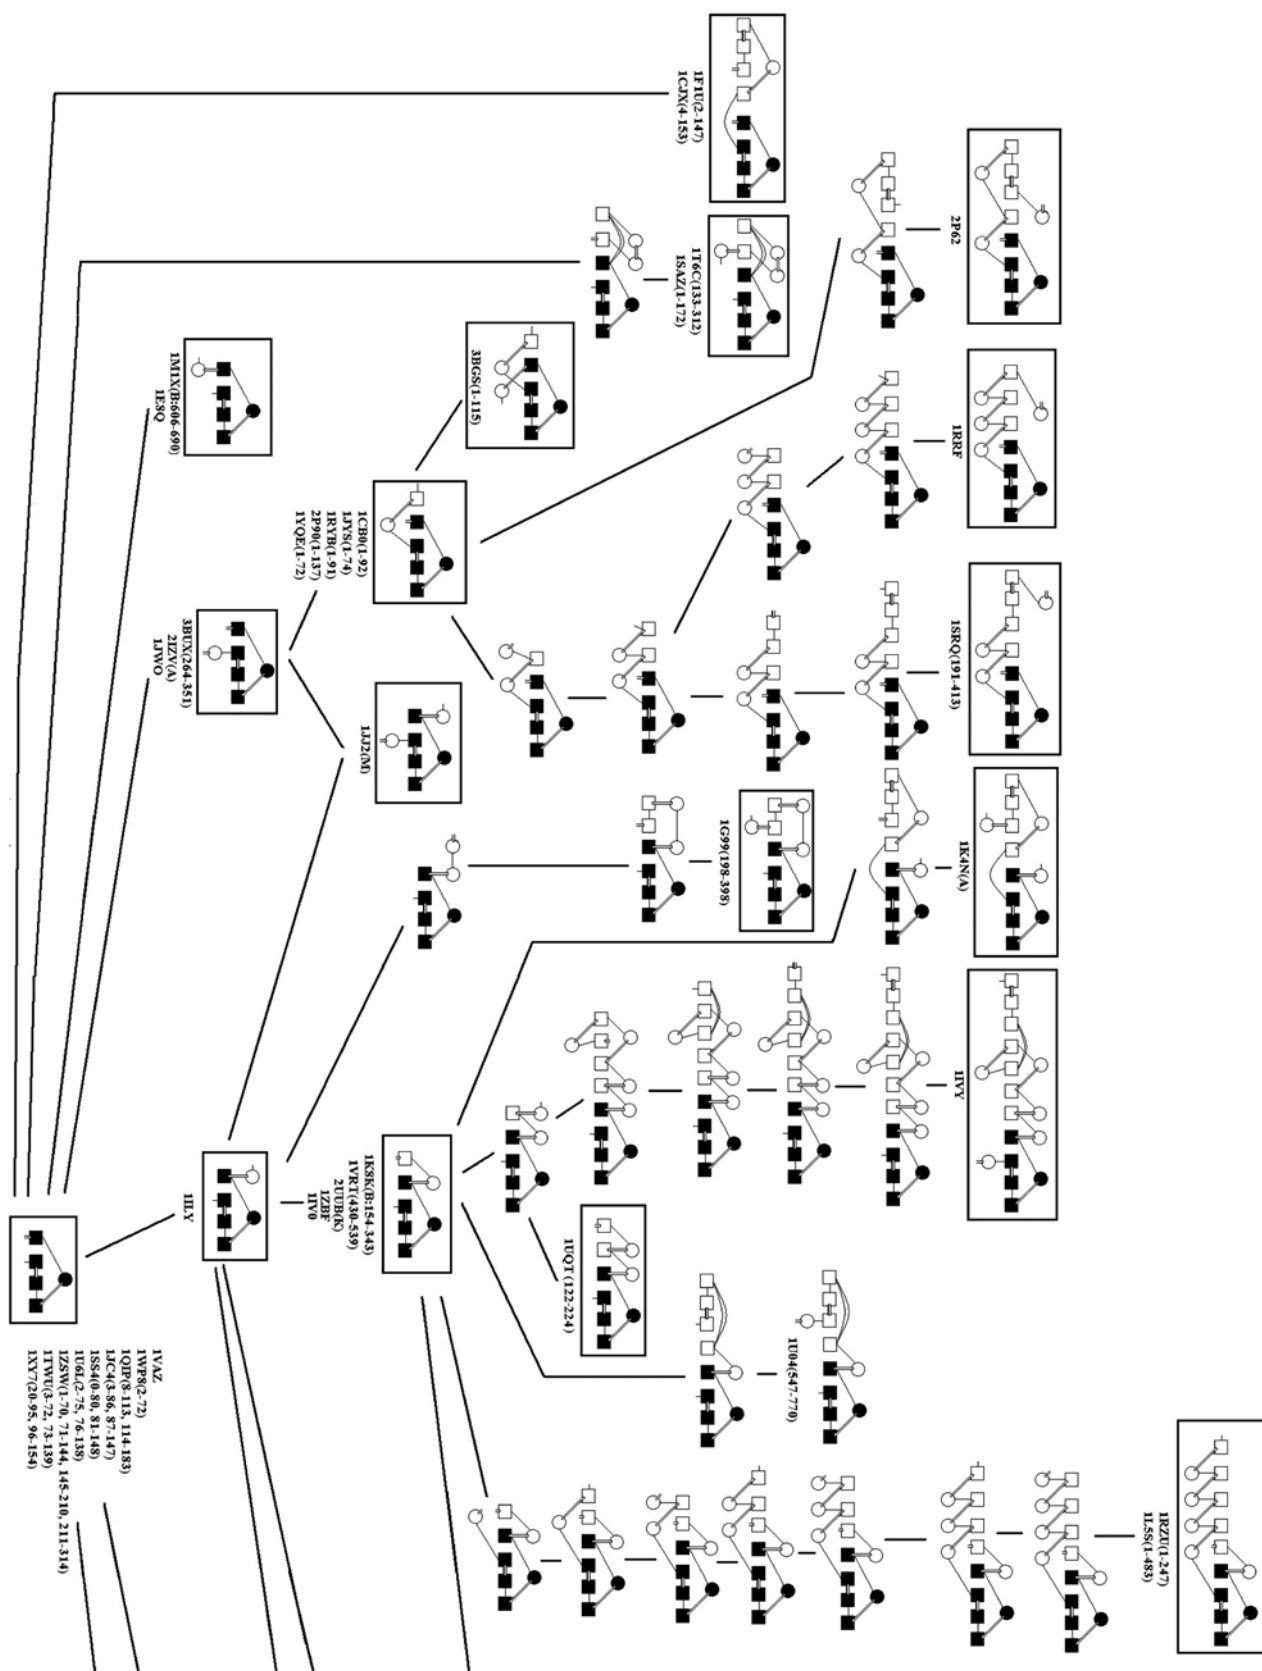 1F1U(2-147)
1CJX(4-153)
2P62
1T6C(133-312)
1SAZ(1-172)
1M1X(B:606-690)
1E8Q
3BGS(1-115)
1RRF
1CB0(1-92)
1JYS(1-74)
1RYB(1-91)
2P90(1-137)
1YQE(1-72)
3BUX(264-351)
2IZV(A)
1JWO
1SRQ(191-413)
1JJ2(M)
1G99(198-398)
1K4N(A)
1IVY
1ILY
1K8K(B:154-343)
1VRT(430-539)
2UUB(K)
1ZBF
1IV0
1UQT (122-224)
1U04(547-770)
1RZU(1-247)
1L5S(1-483)
1VAZ
1WP8(2-72)
1QIP(8-113, 114-183)
1JC4(3-86, 87-147)
1SS4(0-80, 81-148)
1U6L(2-75, 76-138)
1ZSW(1-70, 71-144, 145-210, 211-314)
1TWU(3-72, 73-139)
1XY7(20-95, 96-154)